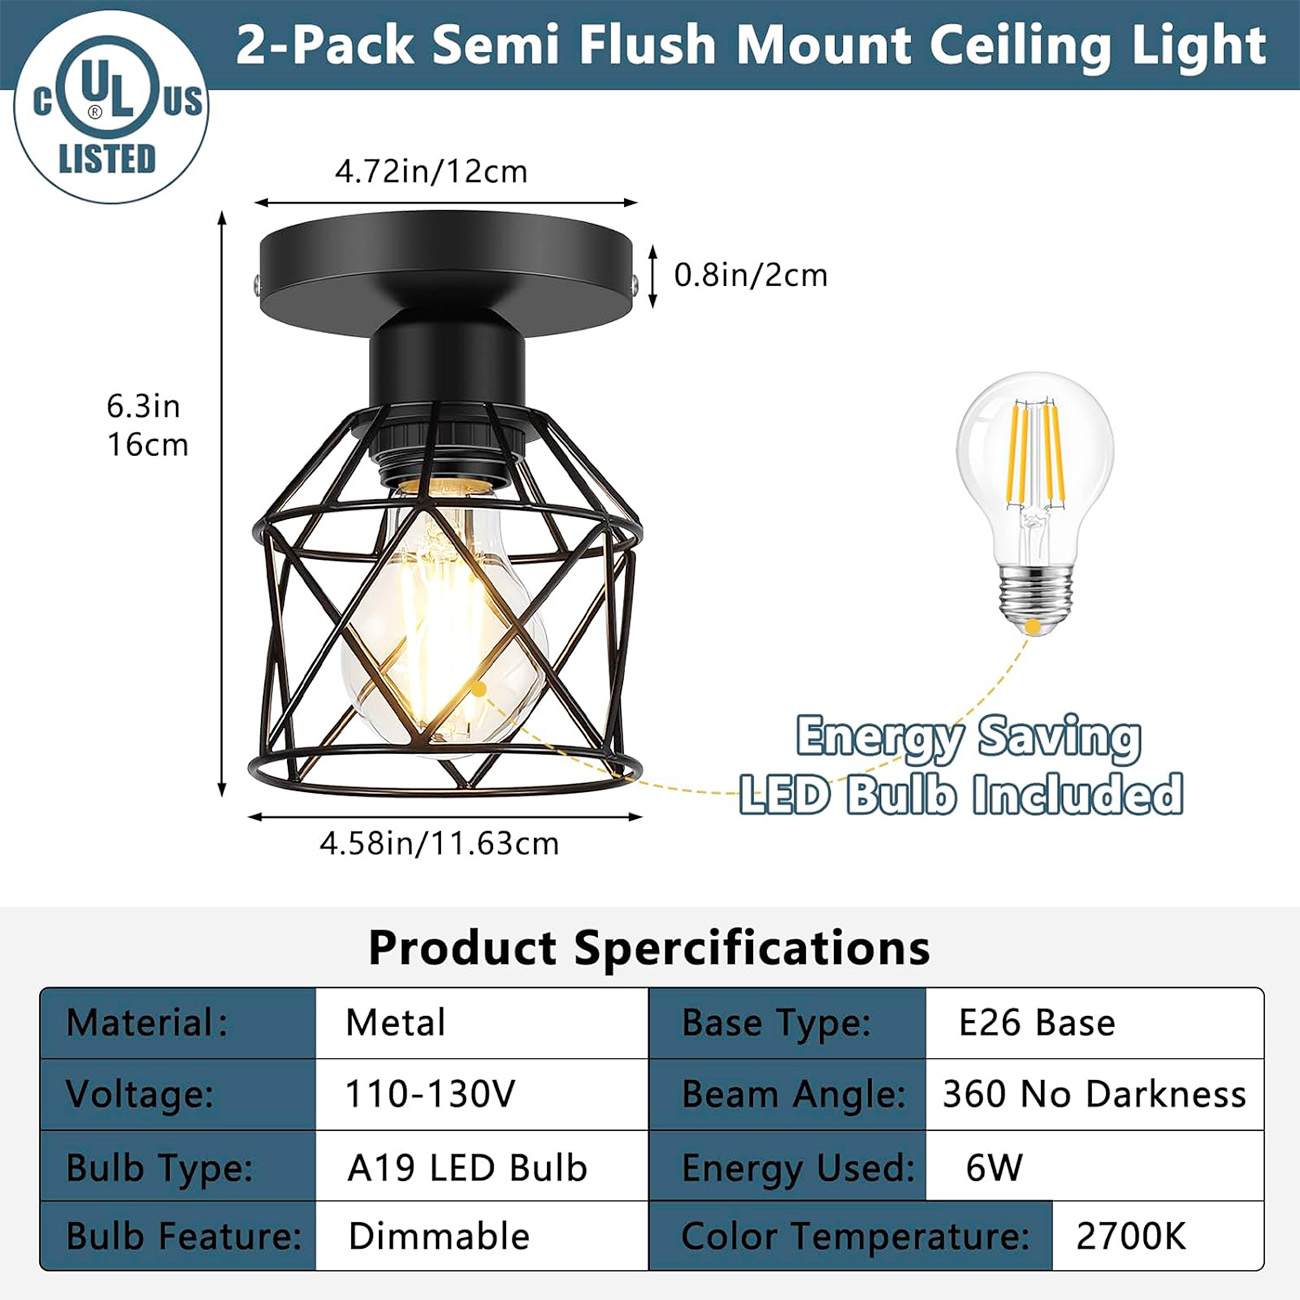 2-Pack Semi Flush Mount Ceiling Light
C UL US
®
LISTED
4.72in/12cm
0.8in/2cm
6.3in
16cm
4.58in/11.63cm
Energy Saving
LED Bulb Included
Product Spercifications
Material: Metal Base Type: E26 Base
Voltage: 110-130V Beam Angle: 360 No Darkness
Bulb Type: A19 LED Bulb Energy Used: 6W
Bulb Feature: Dimmable Color Temperature: 2700K